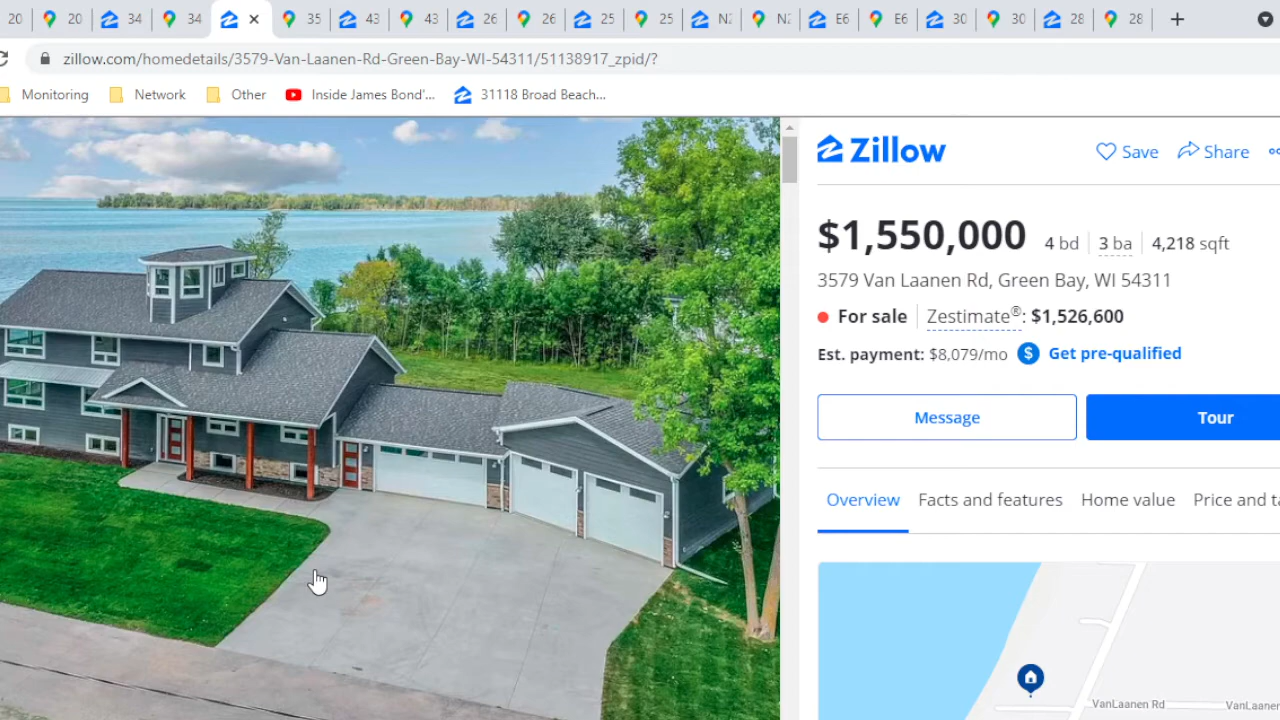 20 20 34 34 35 43 43 26 26 25 25 NZ NZ E6 E6 30 30 28 28
zillow.com/homedetails/3579-Van-Laanen-Rd-Green-Bay-WI-54311/51138917_zpid/?
Monitoring Network Other Inside James Bond'... 31118 Broad Beach...
Zillow Save Share
$1,550,000 4 bd 3 ba 4,218 sqft
3579 Van Laanen Rd, Green Bay, WI 54311
For sale Zestimate®: $1,526,600
Est. payment: $8,079/mo $ Get pre-qualified
Message Tour
Overview Facts and features Home value Price and ta
VanLaanen Rd VanLaanen